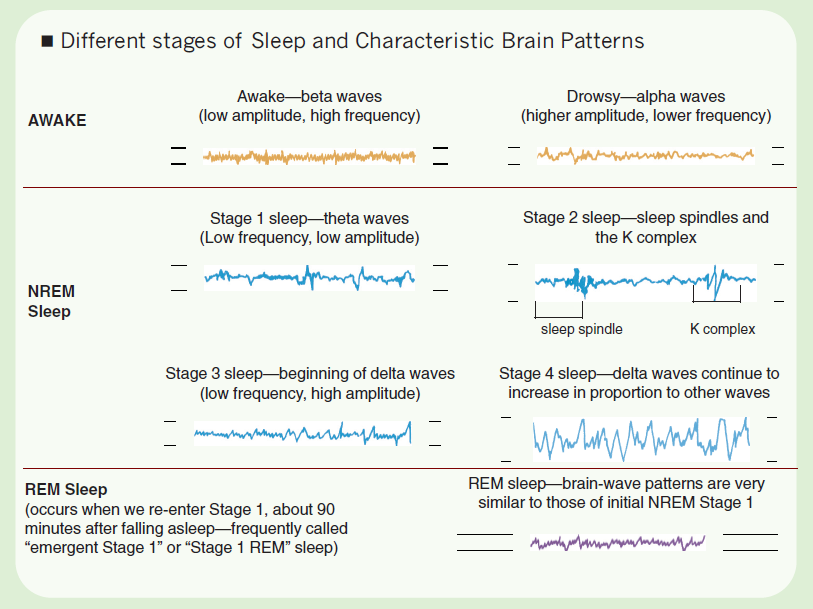 ■ Different stages of Sleep and Characteristic Brain Patterns
AWAKE
Awake—beta waves
(low amplitude, high frequency)
Drowsy—alpha waves
(higher amplitude, lower frequency)
NREM
Sleep
Stage 1 sleep—theta waves
(Low frequency, low amplitude)
Stage 2 sleep—sleep spindles and
the K complex
sleep spindle
K complex
Stage 3 sleep—beginning of delta waves
(low frequency, high amplitude)
Stage 4 sleep—delta waves continue to
increase in proportion to other waves
REM Sleep
(occurs when we re-enter Stage 1, about 90
minutes after falling asleep—frequently called
“emergent Stage 1” or “Stage 1 REM” sleep)
REM sleep—brain-wave patterns are very
similar to those of initial NREM Stage 1